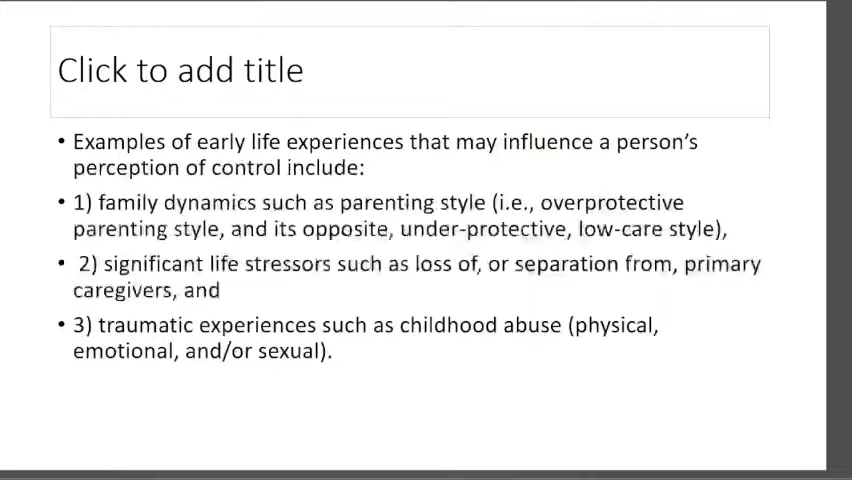 Click to add title
• Examples of early life experiences that may influence a person's
perception of control include:
• 1) family dynamics such as parenting style (i.e., overprotective
parenting style, and its opposite, under-protective, low-care style),
• 2) significant life stressors such as loss of, or separation from, primary
caregivers, and
• 3) traumatic experiences such as childhood abuse (physical,
emotional, and/or sexual).